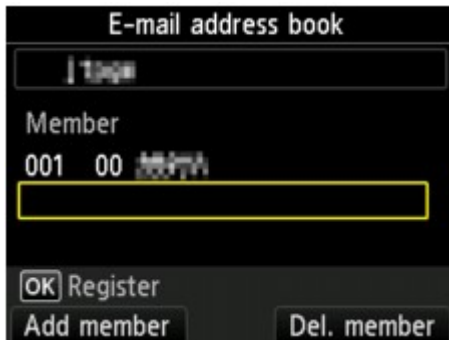 E-mail address book
Member
001 00
OK Register
Add member Del. member